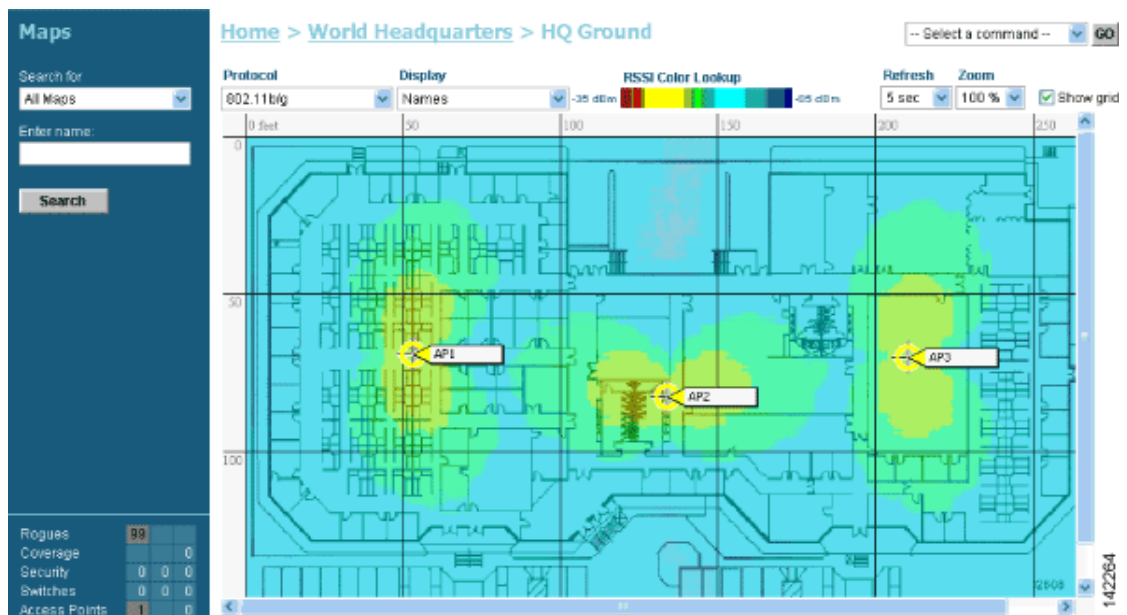 Maps
Home > World Headquarters > HQ Ground
-- Select a command --
GO
Search for
All Maps
Enter name:
Search
Protocol
802.11b/g
Display
Names
RSSI Color Lookup
-35 dBm
-85 dBm
Refresh
5 sec
Zoom
100 %
Show grid
0 feet
50
100
150
200
250
0
50
100
AP1
AP2
AP3
Rogues 99
Coverage 0
Security 0 0 0
Switches 0 0 0
Access Points 1 0
142264